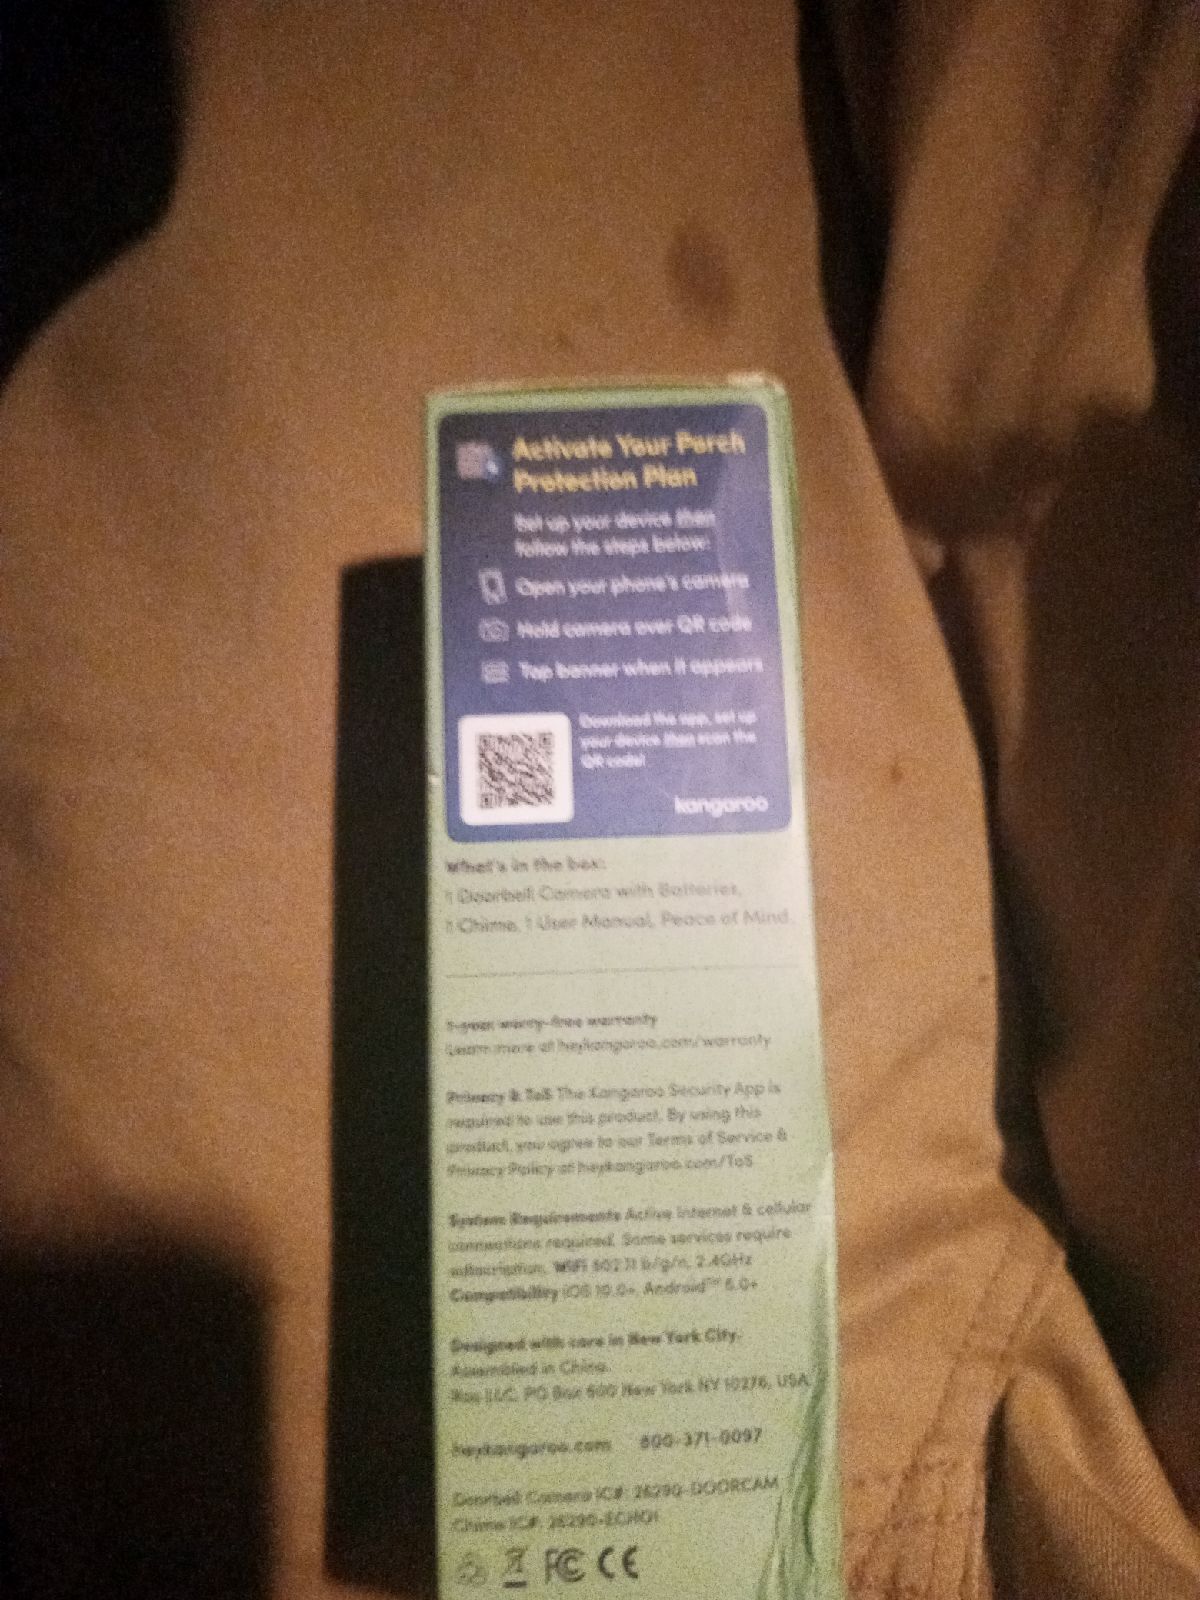 Activate Your Porch
Protection Plan
Set up your device then
follow the steps below:
Open your phone's camera
Hold camera over QR code
Tap banner when it appears
Download the app, set up
your device then scan the
QR code!
kangaroo
What's in the box:
1 Doorbell Camera with Batteries,
1 Chime, 1 User Manual, Peace of Mind.
1-year worry-free warranty
Learn more at heykangaroo.com/warranty
Privacy & ToS The Kangaroo Security App is
required to use this product. By using this
product, you agree to our Terms of Service &
Privacy Policy at heykangaroo.com/ToS
System Requirements Active internet & cellular
connections required. Some services require
subscription. WiFi 802.11 b/g/n, 2.4GHz
Compatibility iOS 10.0+, Android™ 6.0+
Designed with care in New York City.
Assembled in China.
Roo LLC, PO Box 600 New York NY 10276, USA
heykangaroo.com 800-371-0097
Doorbell Camera IC#: 26290-DOORCAM
Chime IC#: 26290-ECHO1
FC CE